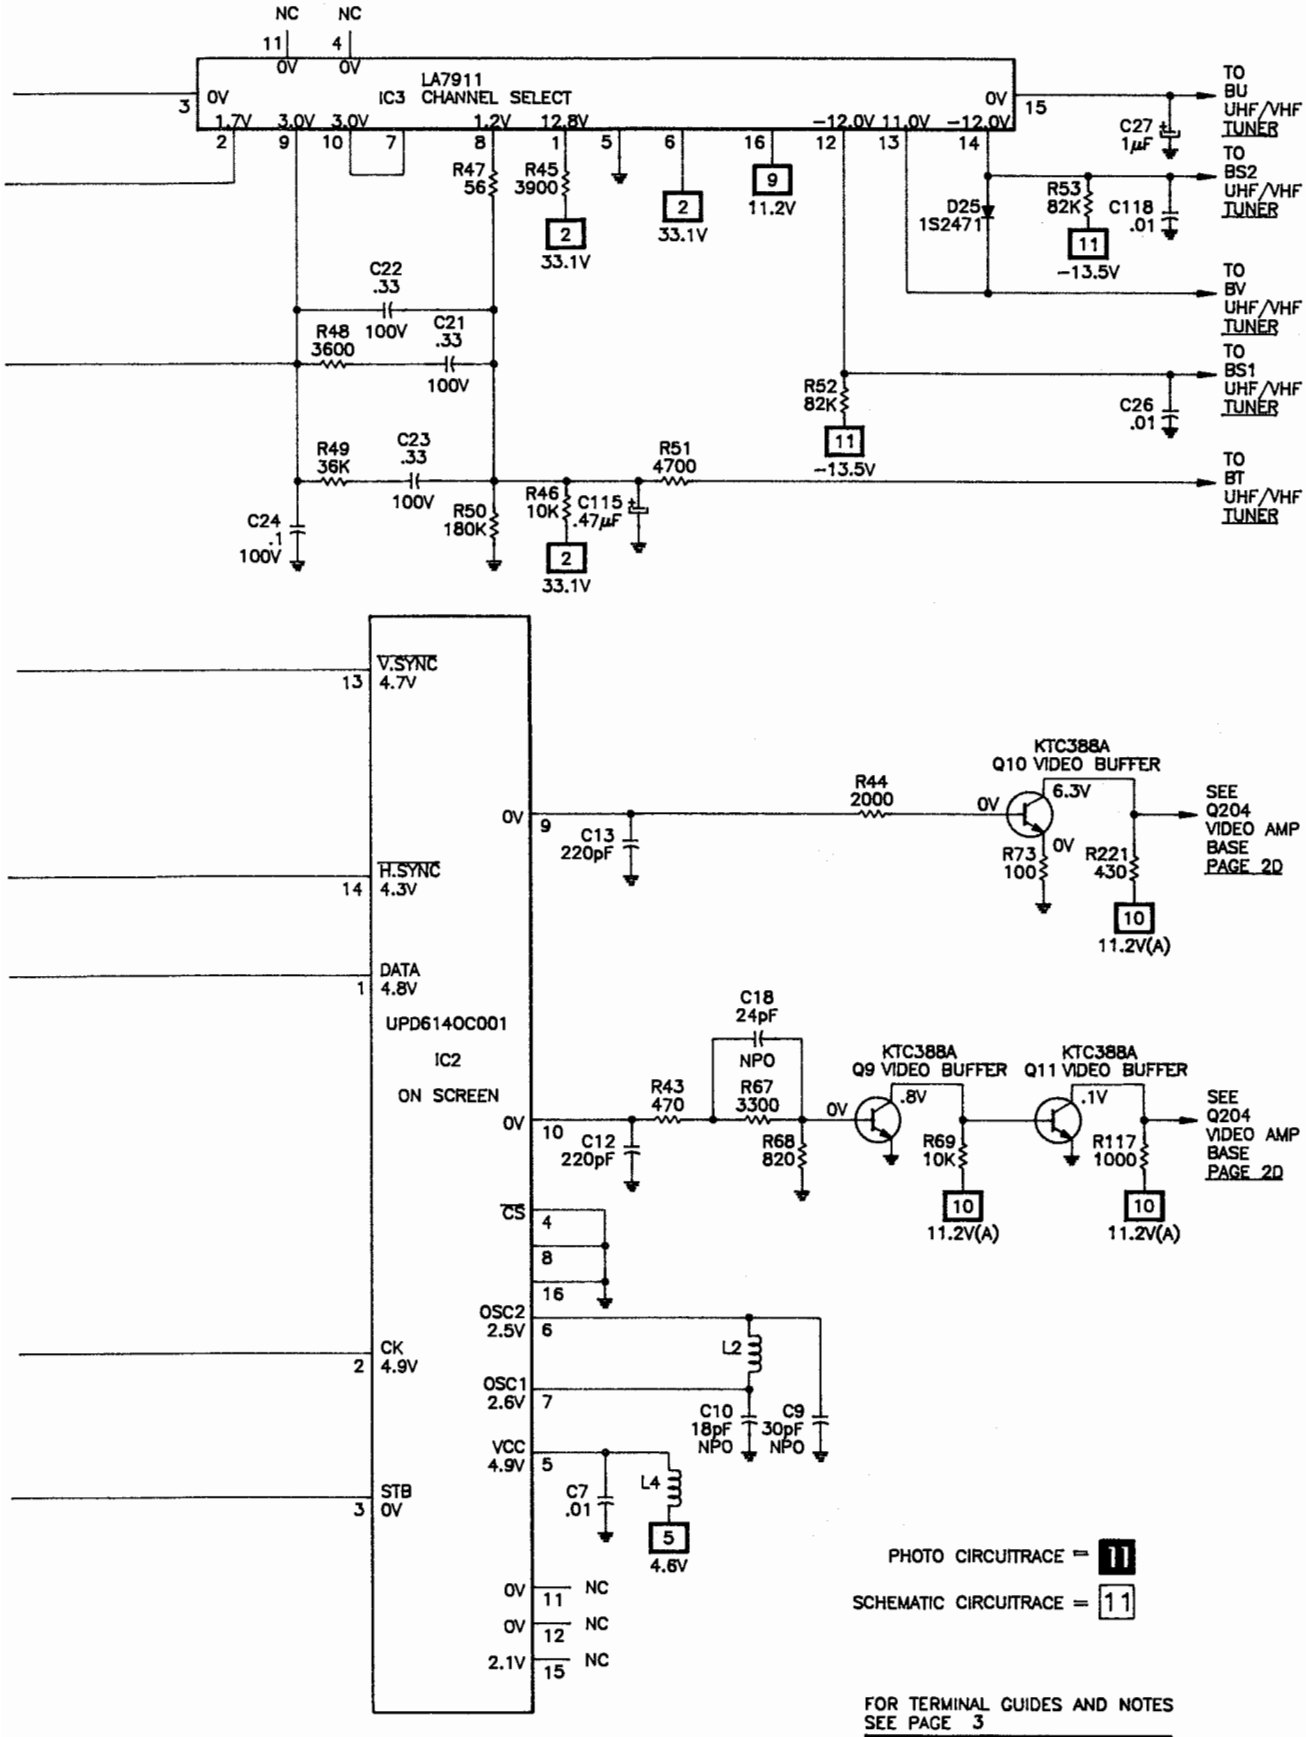 NC NC
11 4
0V 0V
LA7911
IC3 CHANNEL SELECT
3 0V
0V 15
1.7V 3.0V 3.0V 1.2V 12.8V -12.0V 11.0V -12.0V
2 9 10 7 8 1 5 6 16 12 13 14
TO
BU
UHF/VHF
TUNER
C27
1µF
TO
BS2
UHF/VHF
TUNER
R47
56
R45
3900
2
33.1V
2
33.1V
9
11.2V
D25
1S2471
R53
82K
11
-13.5V
C118
.01
TO
BV
UHF/VHF
TUNER
C22
.33
100V
R48
3600
C21
.33
100V
TO
BS1
UHF/VHF
TUNER
R52
82K
11
-13.5V
C26
.01
R49
36K
C23
.33
100V
R51
4700
TO
BT
UHF/VHF
TUNER
C24
.1
100V
R50
180K
R46
10K
2
33.1V
C115
.47µF
V.SYNC
13 4.7V
KTC388A
Q10 VIDEO BUFFER
0V 9
C13
220pF
R44
2000
0V
6.3V
0V
R73
100
R221
430
10
11.2V(A)
SEE
Q204
VIDEO AMP
BASE
PAGE 2D
H.SYNC
14 4.3V
DATA
1 4.8V
UPD6140C001
IC2
ON SCREEN
C18
24pF
NPO
KTC388A
Q9 VIDEO BUFFER
KTC388A
Q11 VIDEO BUFFER
0V 10
C12
220pF
R43
470
R67
3300
R68
820
0V
.8V
R69
10K
10
11.2V(A)
.1V
R117
1000
10
11.2V(A)
SEE
Q204
VIDEO AMP
BASE
PAGE 2D
CS 4
8
16
OSC2
2.5V 6
L2
CK
2 4.9V
OSC1
2.6V 7
C10
18pF
NPO
C9
30pF
NPO
VCC
4.9V 5
C7
.01
L4
5
4.6V
STB
3 0V
0V 11 NC
0V 12 NC
2.1V 15 NC
PHOTO CIRCUITRACE = 11
SCHEMATIC CIRCUITRACE = 11
FOR TERMINAL GUIDES AND NOTES
SEE PAGE 3